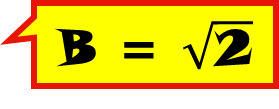 B = √2